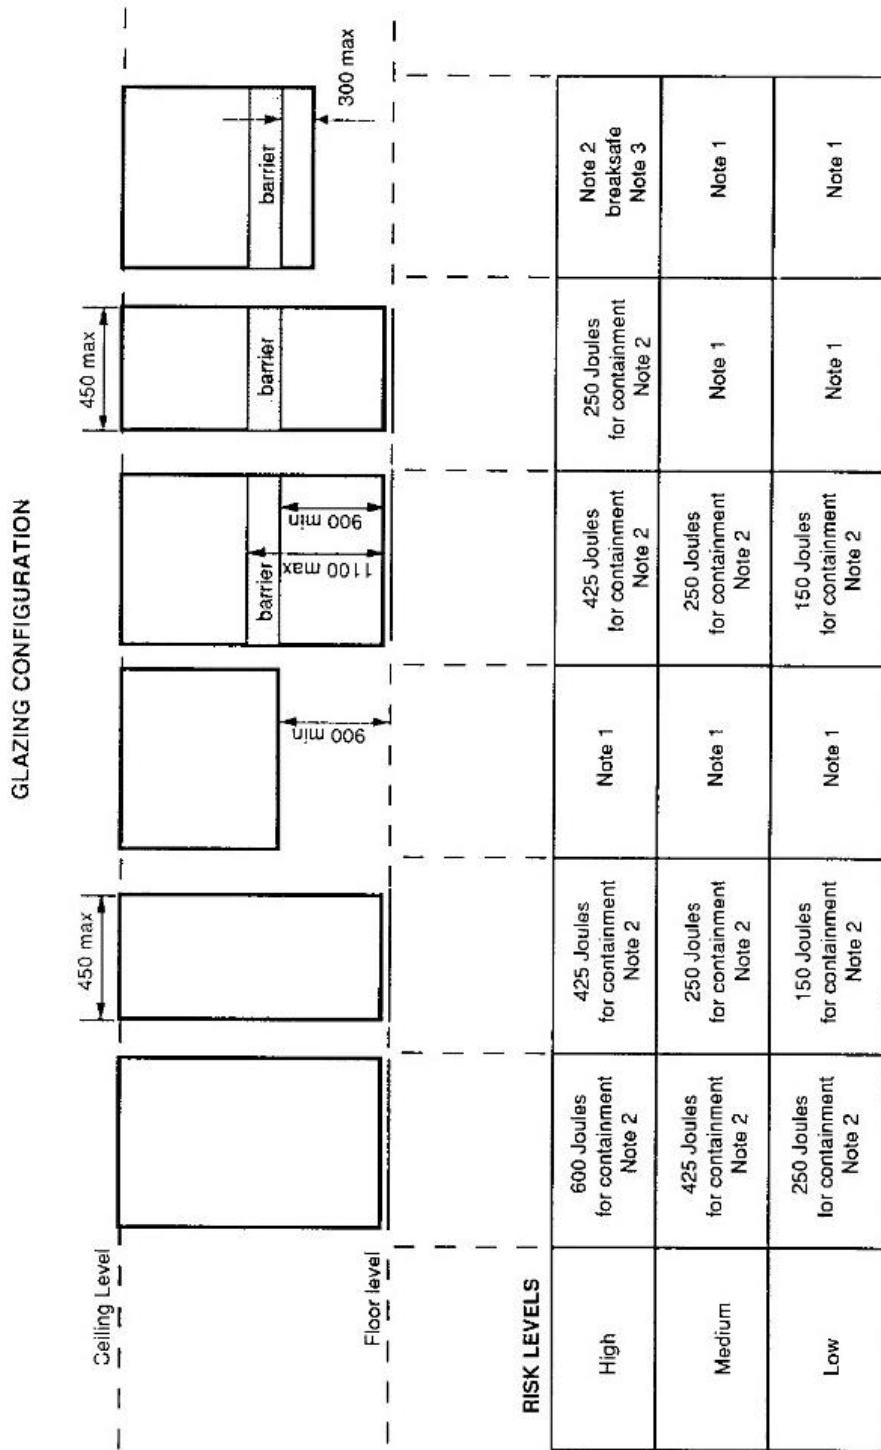 GLAZING CONFIGURATION
Ceiling Level
Floor level
450 max
900 min
barrier
1100 max
900 min
450 max
barrier
barrier
300 max
RISK LEVELS
High
600 Joules
for containment
Note 2
425 Joules
for containment
Note 2
Note 1
425 Joules
for containment
Note 2
250 Joules
for containment
Note 2
Note 2
breaksafe
Note 3
Medium
425 Joules
for containment
Note 2
250 Joules
for containment
Note 2
Note 1
250 Joules
for containment
Note 2
Note 1
Note 1
Low
250 Joules
for containment
Note 2
150 Joules
for containment
Note 2
Note 1
150 Joules
for containment
Note 2
Note 1
Note 1